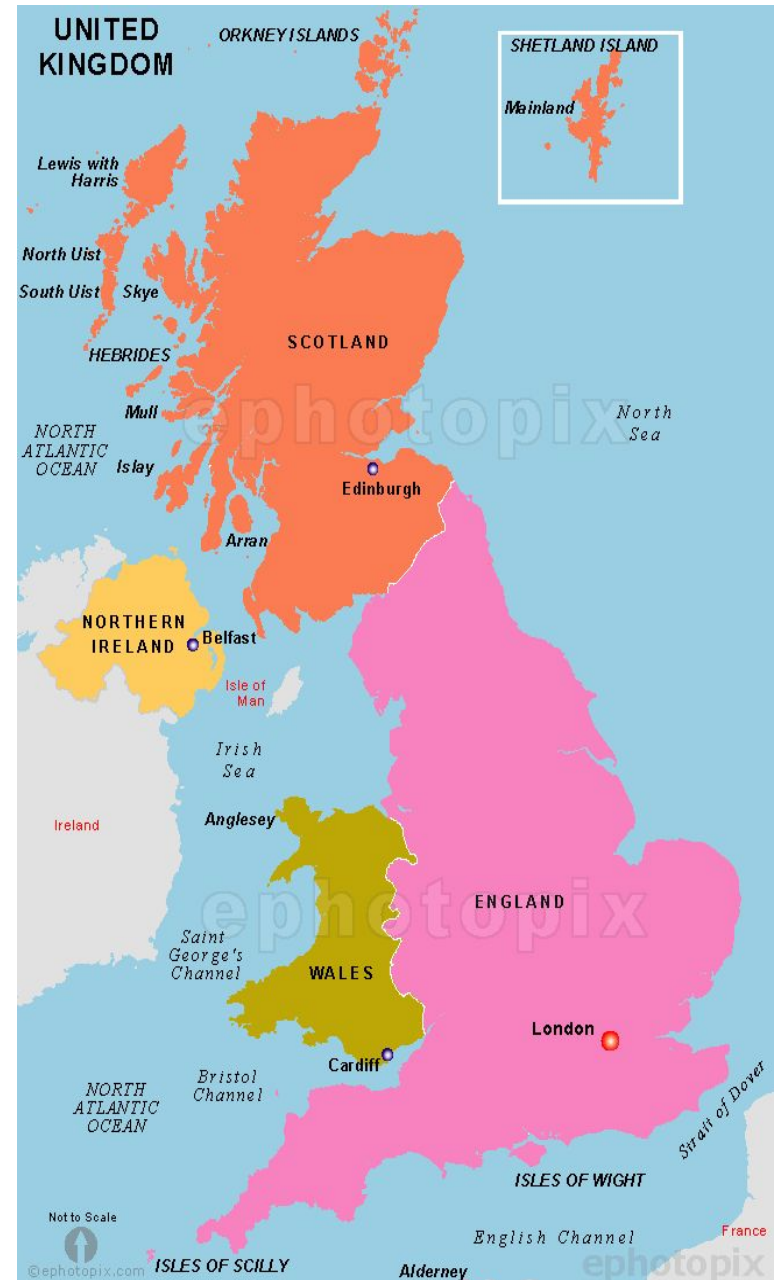 UNITED
KINGDOM
ORKNEY ISLANDS
SHETLAND ISLAND
Mainland
Lewis with
Harris
North Uist
South Uist
Skye
HEBRIDES
SCOTLAND
ephotopix
Mull
North
Sea
NORTH
ATLANTIC
OCEAN
Islay
Edinburgh
Arran
NORTHERN
IRELAND
Belfast
Isle of
Man
Irish
Sea
Anglesey
Ireland
ephotopix
ENGLAND
Saint
George's
Channel
WALES
London
Cardiff
Bristol
Channel
NORTH
ATLANTIC
OCEAN
Strait of Dover
ISLES OF WIGHT
Not to Scale
English Channel
France
©ephotopix.com
ISLES OF SCILLY
Alderney
ephotopix